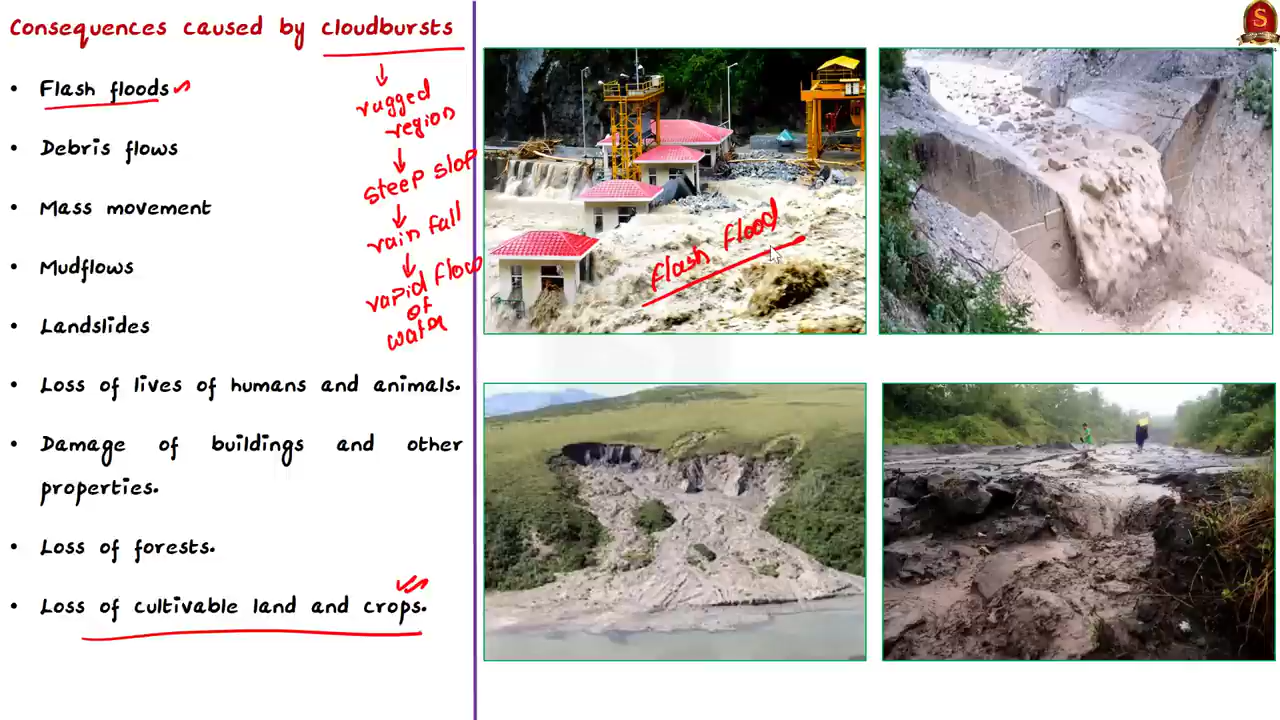 Consequences caused by cloudbursts
• Flash floods
• Debris flows
• Mass movement
• Mudflows
• Landslides
• Loss of lives of humans and animals.
• Damage of buildings and other
properties.
• Loss of forests.
• Loss of cultivable land and crops.
rugged
region
steep slop
rain fall
rapid flow
of
water
flash flood
S